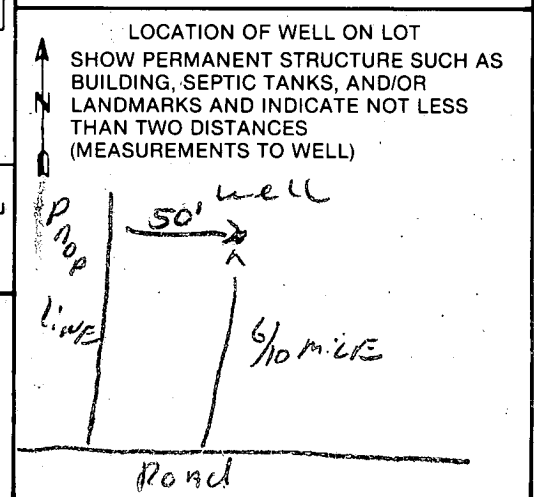 LOCATION OF WELL ON LOT
SHOW PERMANENT STRUCTURE SUCH AS
BUILDING, SEPTIC TANKS, AND/OR
LANDMARKS AND INDICATE NOT LESS
THAN TWO DISTANCES
(MEASUREMENTS TO WELL)
N
well
50'
Prop
LiNE
6/10 MiLE
Road